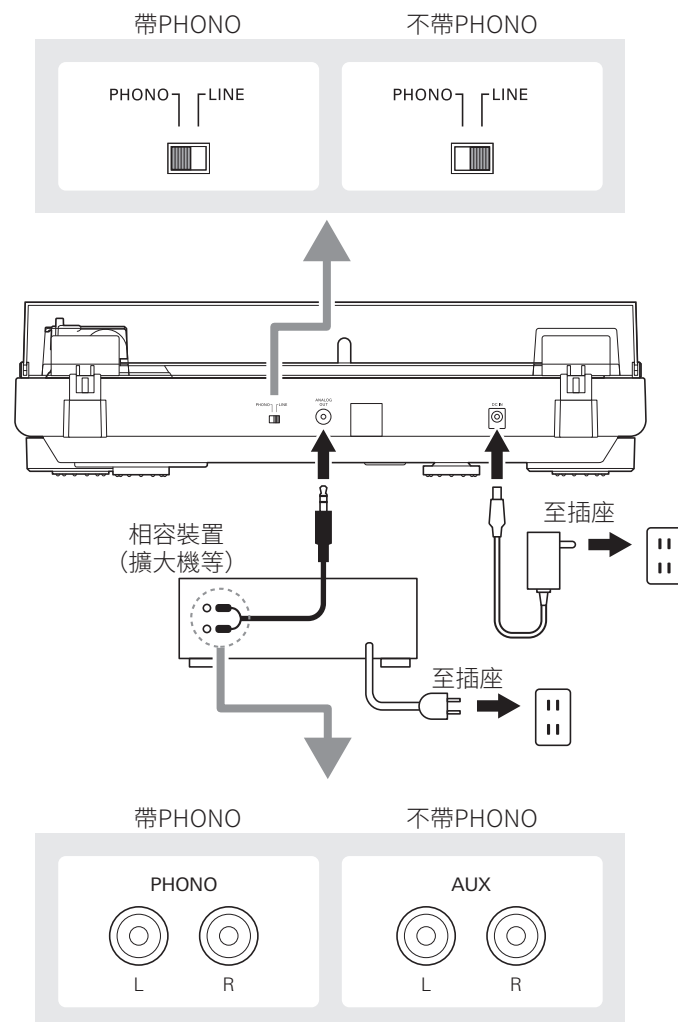 帶PHONO
不帶PHONO
PHONO LINE
PHONO LINE
PHONO LINE
ANALOG
OUT
DC IN
至插座
相容裝置
（擴大機等）
至插座
帶PHONO
不帶PHONO
PHONO
L R
AUX
L R